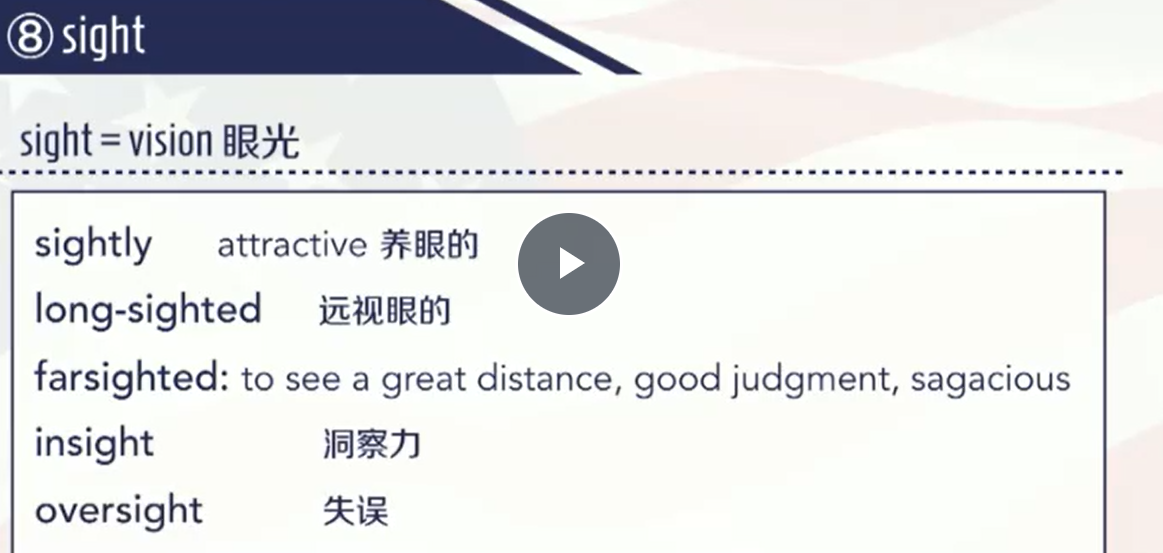 ⑧ sight
sight = vision 眼光
sightly attractive 养眼的
long-sighted 远视眼的
farsighted: to see a great distance, good judgment, sagacious
insight 洞察力
oversight 失误